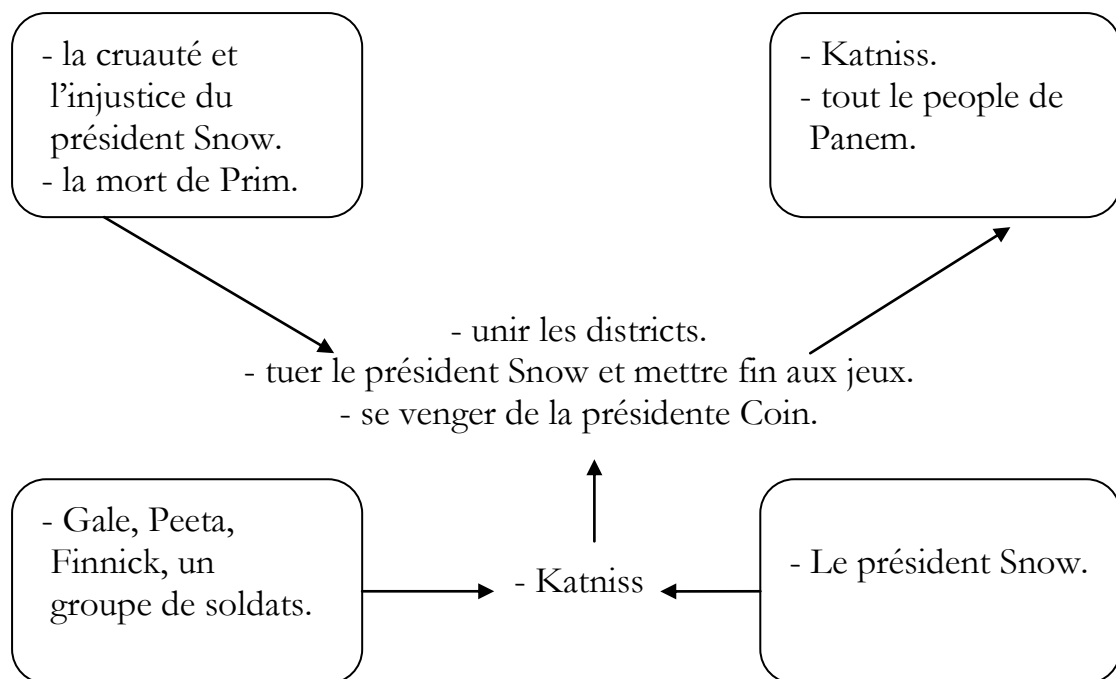 - la cruauté et
l’injustice du
président Snow.
- la mort de Prim.
- Katniss.
- tout le people de
Panem.
- unir les districts.
- tuer le président Snow et mettre fin aux jeux.
- se venger de la présidente Coin.
- Gale, Peeta,
Finnick, un
groupe de soldats.
- Katniss
- Le président Snow.